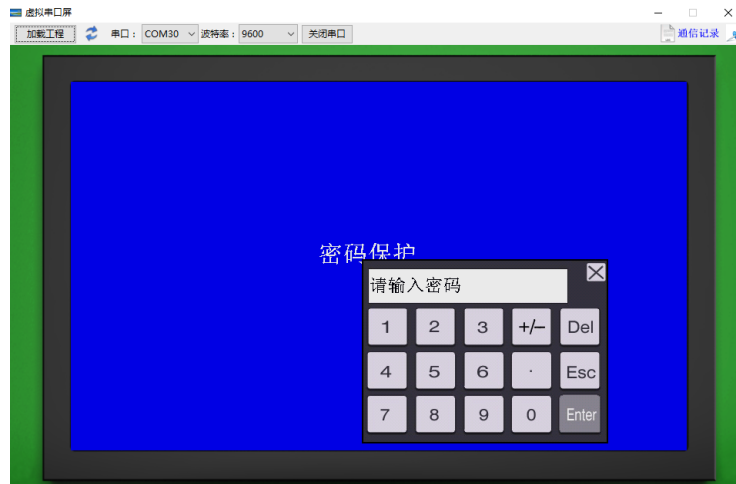 虚拟串口屏
加载工程 串口： COM30 波特率： 9600 关闭串口 通信记录
密码保护
请输入密码
1 2 3 +/- Del
4 5 6 . Esc
7 8 9 0 Enter